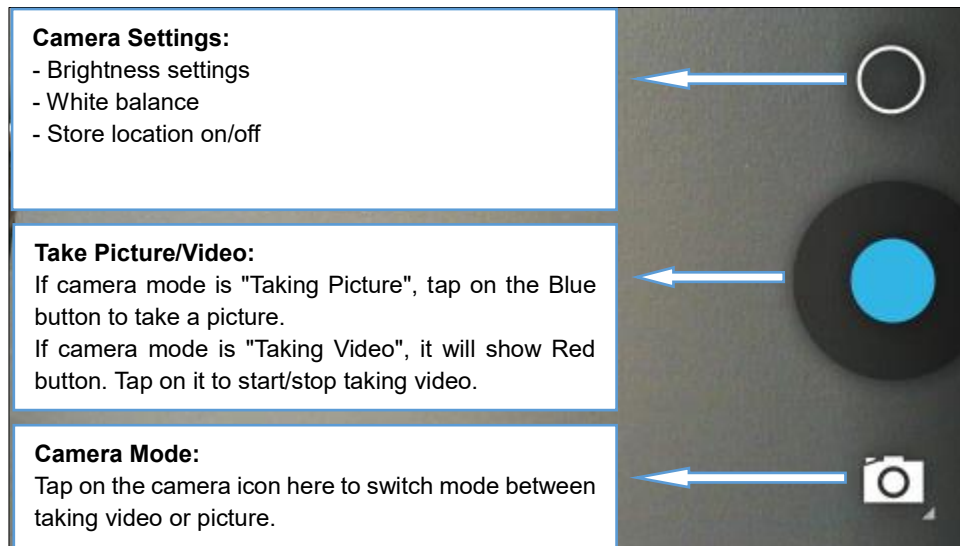 Camera Settings:
- Brightness settings
- White balance
- Store location on/off
Take Picture/Video:
If camera mode is "Taking Picture", tap on the Blue
button to take a picture.
If camera mode is "Taking Video", it will show Red
button. Tap on it to start/stop taking video.
Camera Mode:
Tap on the camera icon here to switch mode between
taking video or picture.